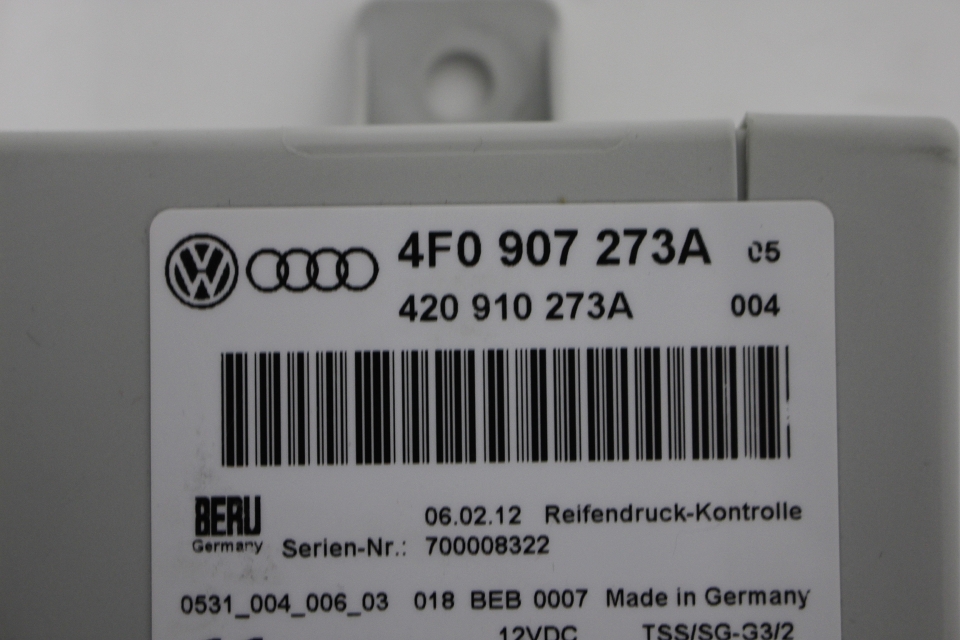 4F0 907 273A 05
420 910 273A 004
BERU
Germany
06.02.12 Reifendruck-Kontrolle
Serien-Nr.: 700008322
0531_004_006_03 018 BEB 0007 Made in Germany
12VDC TSS/SG-G3/2